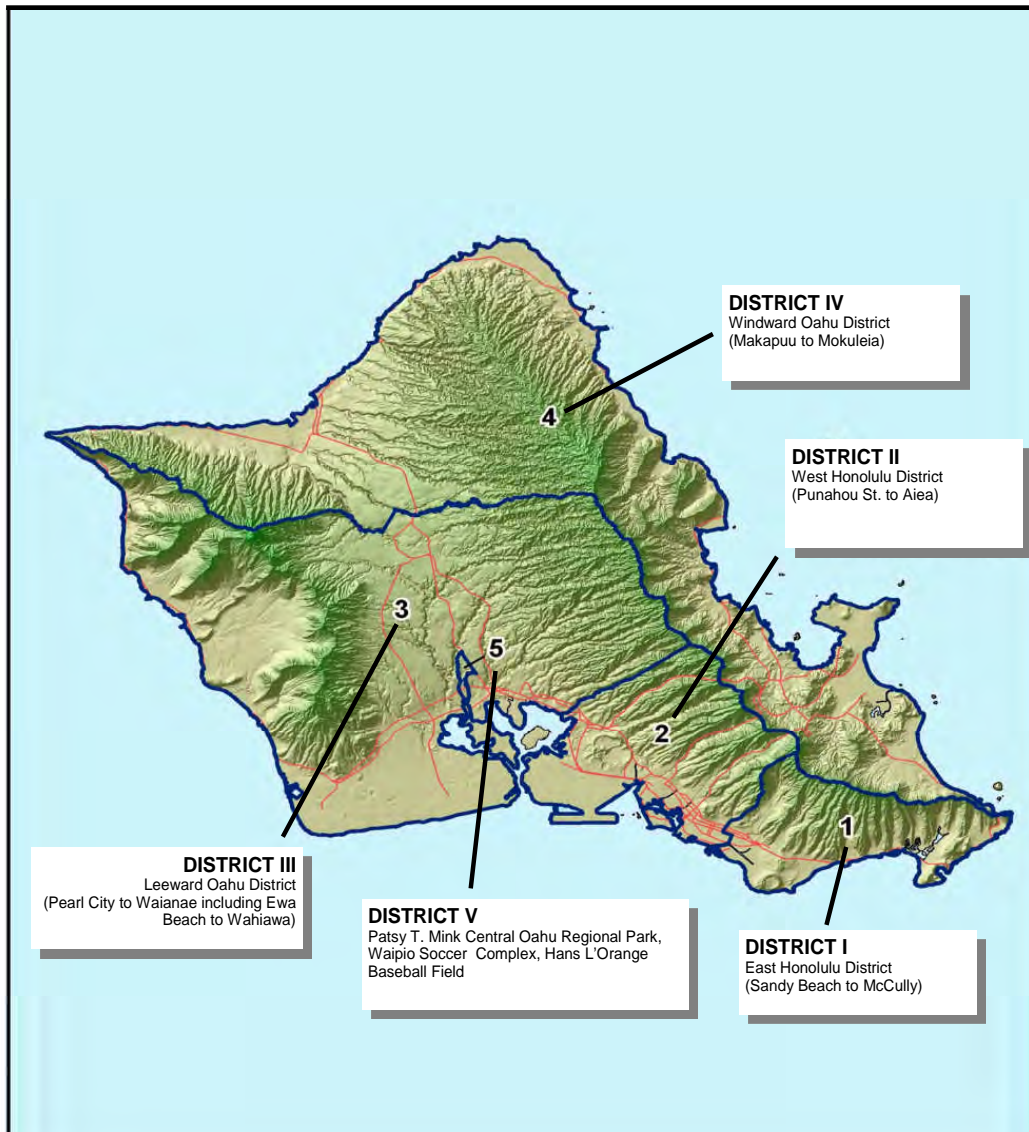 DISTRICT IV
Windward Oahu District
(Makapuu to Mokuleia)
4
DISTRICT II
West Honolulu District
(Punahou St. to Aiea)
3
5
2
1
DISTRICT III
Leeward Oahu District
(Pearl City to Waianae including Ewa
Beach to Wahiawa)
DISTRICT V
Patsy T. Mink Central Oahu Regional Park,
Waipio Soccer Complex, Hans L'Orange
Baseball Field
DISTRICT I
East Honolulu District
(Sandy Beach to McCully)